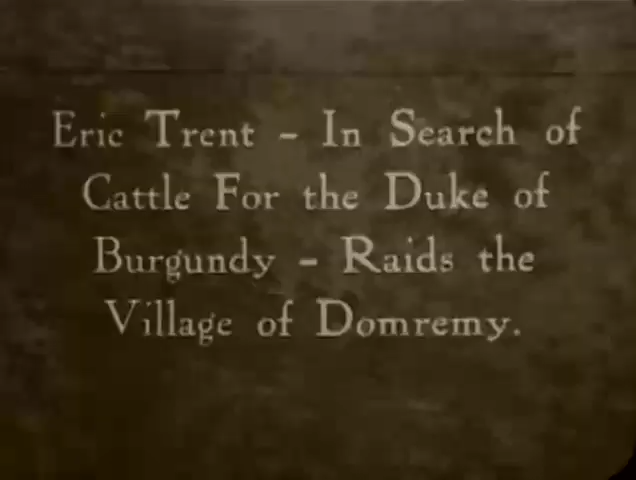 Eric Trent - In Search of
Cattle For the Duke of
Burgundy - Raids the
Village of Domremy.